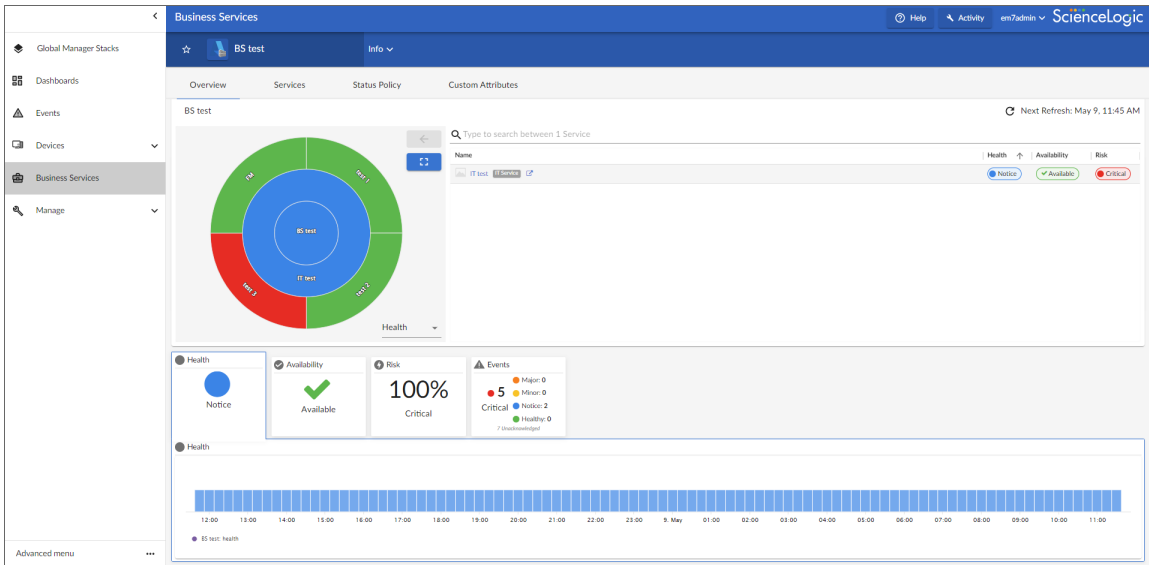 Business Services
Help
Activity
em7admin
ScienceLogic
Global Manager Stacks
Dashboards
Events
Devices
Business Services
Manage
Advanced menu
BS test
Info
Overview
Services
Status Policy
Custom Attributes
BS test
Next Refresh: May 9, 11:45 AM
EM
test 1
BS test
IT test
test 3
test 2
Health
Type to search between 1 Service
Name
Health
Availability
Risk
IT test
IT Service
Notice
Available
Critical
Health
Notice
Availability
Available
Risk
100%
Critical
Events
5
Critical
Major: 0
Minor: 0
Notice: 2
Healthy: 0
7 Unacknowledged
Health
12:00 13:00 14:00 15:00 16:00 17:00 18:00 19:00 20:00 21:00 22:00 23:00 9. May 01:00 02:00 03:00 04:00 05:00 06:00 07:00 08:00 09:00 10:00 11:00
BS test: health